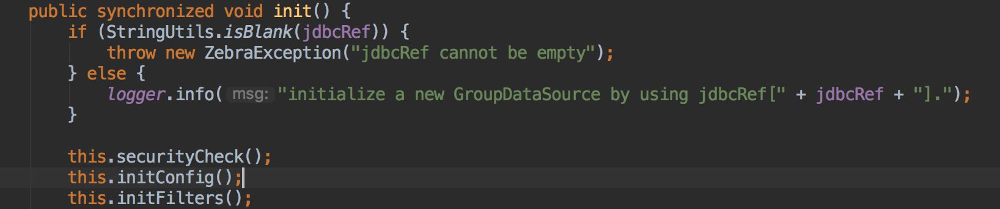 public synchronized void init() {
if (StringUtils.isBlank(jdbcRef)) {
throw new ZebraException("jdbcRef cannot be empty");
} else {
logger.info( msg: "initialize a new GroupDataSource by using jdbcRef[" + jdbcRef + "].");
}
this.securityCheck();
this.initConfig();
this.initFilters();